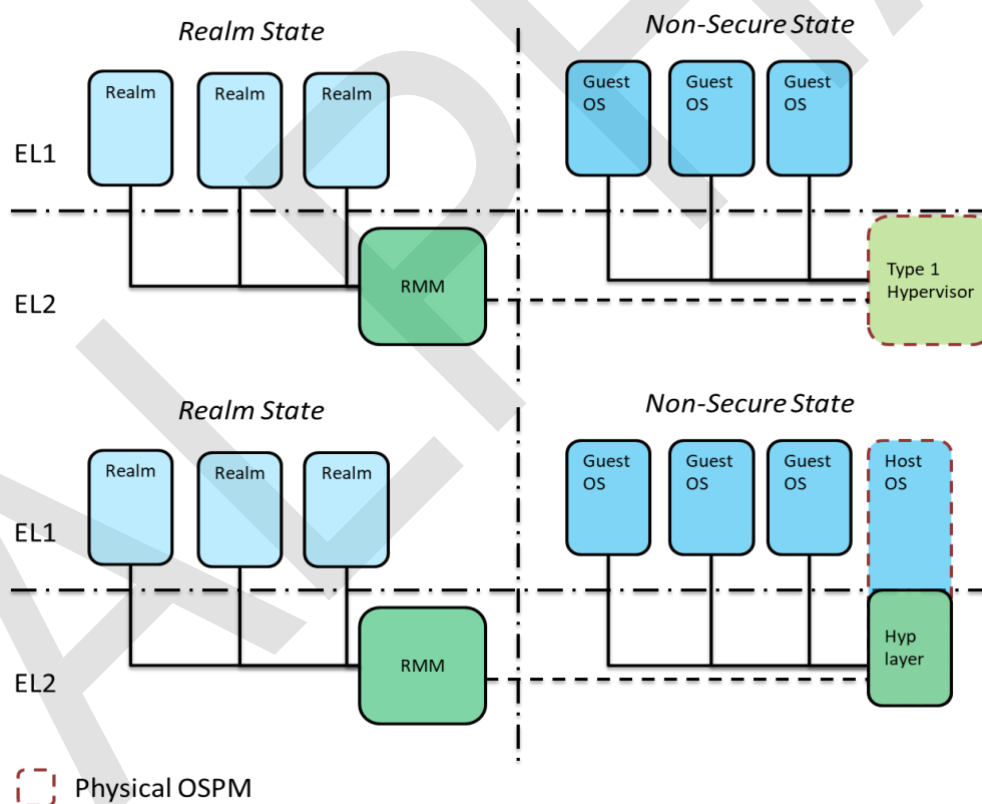 Realm State
Non-Secure State
Realm
Realm
Realm
Guest
OS
Guest
OS
Guest
OS
EL1
EL2
RMM
Type 1
Hypervisor
Realm State
Non-Secure State
Realm
Realm
Realm
Guest
OS
Guest
OS
Guest
OS
Host
OS
EL1
EL2
RMM
Hyp
layer
Physical OSPM
ALPHA